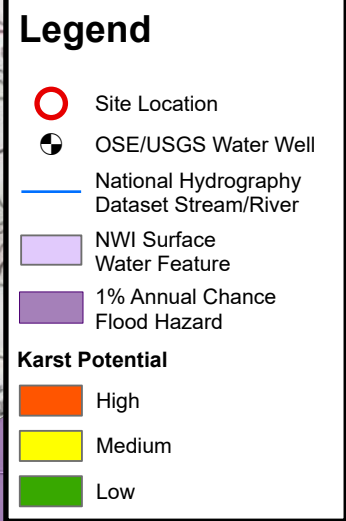 Legend
Site Location
OSE/USGS Water Well
National Hydrography
Dataset Stream/River
NWI Surface
Water Feature
1% Annual Chance
Flood Hazard
Karst Potential
High
Medium
Low